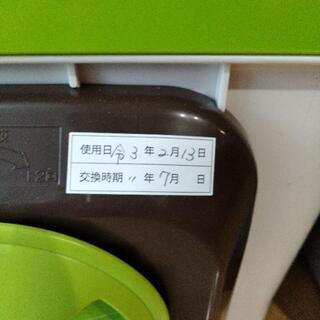 使用日 令3年2月13日
交換時期 〃年7月 日